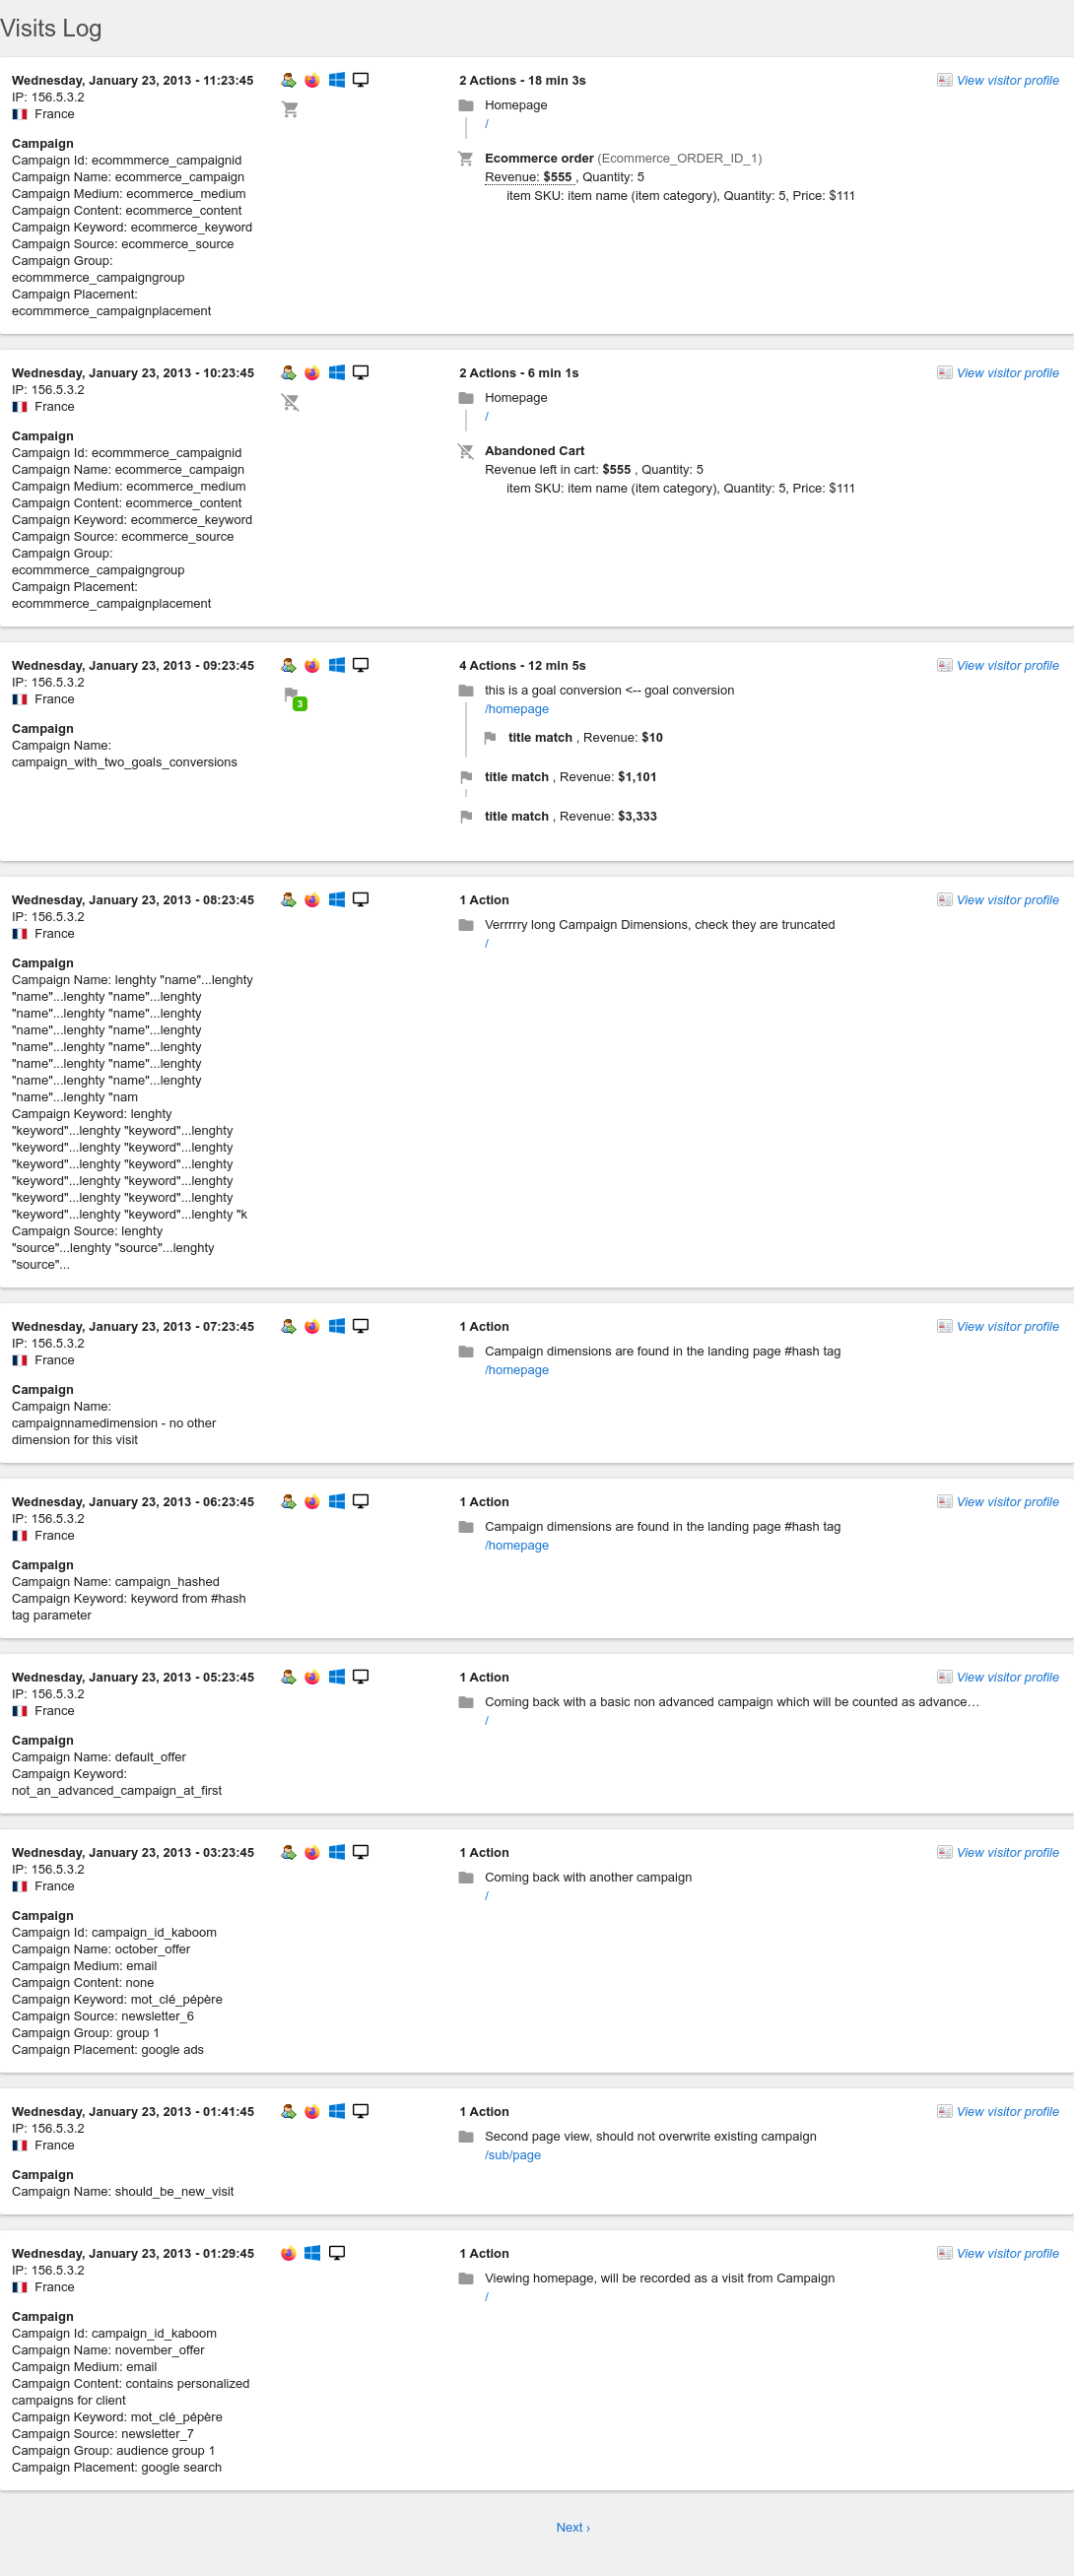 Visits Log
Wednesday, January 23, 2013 - 11:23:45
IP: 156.5.3.2
France
Campaign
Campaign Id: ecommmerce_campaignid
Campaign Name: ecommerce_campaign
Campaign Medium: ecommerce_medium
Campaign Content: ecommerce_content
Campaign Keyword: ecommerce_keyword
Campaign Source: ecommerce_source
Campaign Group:
ecommmerce_campaigngroup
Campaign Placement:
ecommmerce_campaignplacement
2 Actions - 18 min 3s
Homepage
/
Ecommerce order (Ecommerce_ORDER_ID_1)
Revenue: $555 , Quantity: 5
item SKU: item name (item category), Quantity: 5, Price: $111
View visitor profile
Wednesday, January 23, 2013 - 10:23:45
IP: 156.5.3.2
France
Campaign
Campaign Id: ecommmerce_campaignid
Campaign Name: ecommerce_campaign
Campaign Medium: ecommerce_medium
Campaign Content: ecommerce_content
Campaign Keyword: ecommerce_keyword
Campaign Source: ecommerce_source
Campaign Group:
ecommmerce_campaigngroup
Campaign Placement:
ecommmerce_campaignplacement
2 Actions - 6 min 1s
Homepage
/
Abandoned Cart
Revenue left in cart: $555 , Quantity: 5
item SKU: item name (item category), Quantity: 5, Price: $111
View visitor profile
Wednesday, January 23, 2013 - 09:23:45
IP: 156.5.3.2
France
Campaign
Campaign Name:
campaign_with_two_goals_conversions
3
4 Actions - 12 min 5s
this is a goal conversion <-- goal conversion
/homepage
title match , Revenue: $10
title match , Revenue: $1,101
title match , Revenue: $3,333
View visitor profile
Wednesday, January 23, 2013 - 08:23:45
IP: 156.5.3.2
France
Campaign
Campaign Name: lenghty "name"...lenghty
"name"...lenghty "name"...lenghty
"name"...lenghty "name"...lenghty
"name"...lenghty "name"...lenghty
"name"...lenghty "name"...lenghty
"name"...lenghty "name"...lenghty
"name"...lenghty "name"...lenghty
"name"...lenghty "nam
Campaign Keyword: lenghty
"keyword"...lenghty "keyword"...lenghty
"keyword"...lenghty "keyword"...lenghty
"keyword"...lenghty "keyword"...lenghty
"keyword"...lenghty "keyword"...lenghty
"keyword"...lenghty "keyword"...lenghty
"keyword"...lenghty "keyword"...lenghty "k
Campaign Source: lenghty
"source"...lenghty "source"...lenghty
"source"...
1 Action
Verrrrry long Campaign Dimensions, check they are truncated
/
View visitor profile
Wednesday, January 23, 2013 - 07:23:45
IP: 156.5.3.2
France
Campaign
Campaign Name:
campaignnamedimension - no other
dimension for this visit
1 Action
Campaign dimensions are found in the landing page #hash tag
/homepage
View visitor profile
Wednesday, January 23, 2013 - 06:23:45
IP: 156.5.3.2
France
Campaign
Campaign Name: campaign_hashed
Campaign Keyword: keyword from #hash
tag parameter
1 Action
Campaign dimensions are found in the landing page #hash tag
/homepage
View visitor profile
Wednesday, January 23, 2013 - 05:23:45
IP: 156.5.3.2
France
Campaign
Campaign Name: default_offer
Campaign Keyword:
not_an_advanced_campaign_at_first
1 Action
Coming back with a basic non advanced campaign which will be counted as advance…
/
View visitor profile
Wednesday, January 23, 2013 - 03:23:45
IP: 156.5.3.2
France
Campaign
Campaign Id: campaign_id_kaboom
Campaign Name: october_offer
Campaign Medium: email
Campaign Content: none
Campaign Keyword: mot_clé_pépère
Campaign Source: newsletter_6
Campaign Group: group 1
Campaign Placement: google ads
1 Action
Coming back with another campaign
/
View visitor profile
Wednesday, January 23, 2013 - 01:41:45
IP: 156.5.3.2
France
Campaign
Campaign Name: should_be_new_visit
1 Action
Second page view, should not overwrite existing campaign
/sub/page
View visitor profile
Wednesday, January 23, 2013 - 01:29:45
IP: 156.5.3.2
France
Campaign
Campaign Id: campaign_id_kaboom
Campaign Name: november_offer
Campaign Medium: email
Campaign Content: contains personalized
campaigns for client
Campaign Keyword: mot_clé_pépère
Campaign Source: newsletter_7
Campaign Group: audience group 1
Campaign Placement: google search
1 Action
Viewing homepage, will be recorded as a visit from Campaign
/
View visitor profile
Next ›